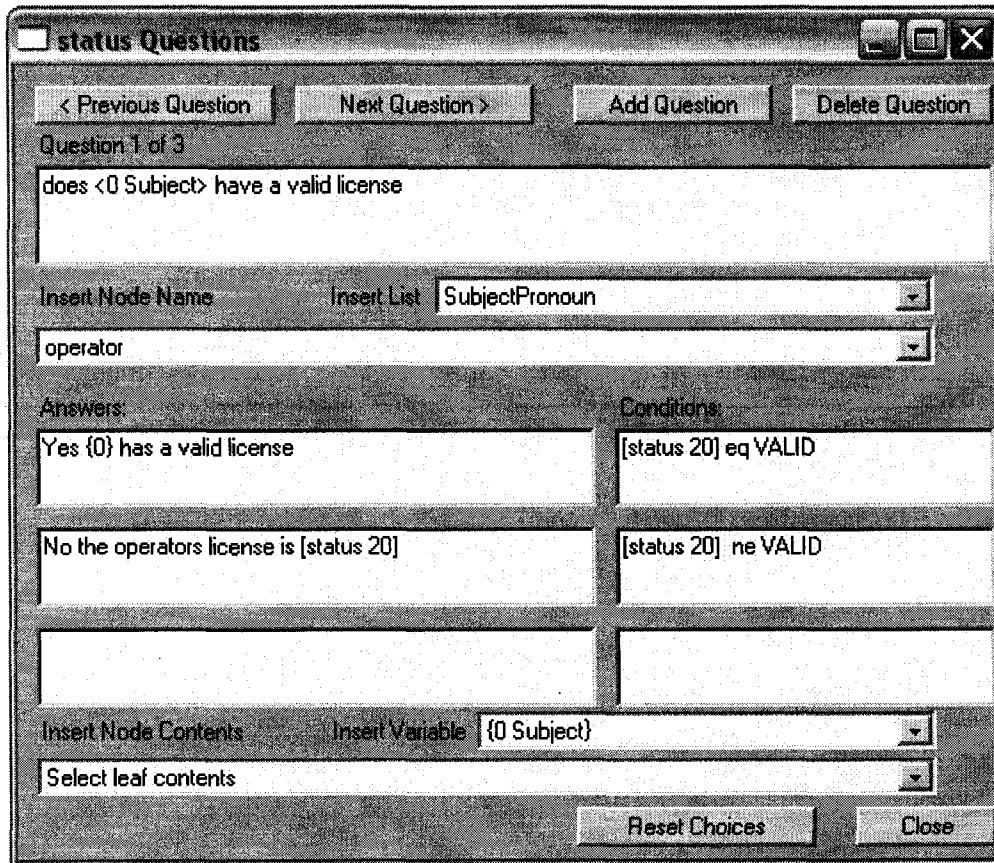 status Questions
< Previous Question Next Question > Add Question Delete Question
Question 1 of 3
does <0 Subject> have a valid license
Insert Node Name Insert List SubjectPronoun
operator
Answers: Conditions:
Yes {0} has a valid license [status 20] eq VALID
No the operators license is [status 20] [status 20] ne VALID
Insert Node Contents Insert Variable {0 Subject}
Select leaf contents
Reset Choices Close